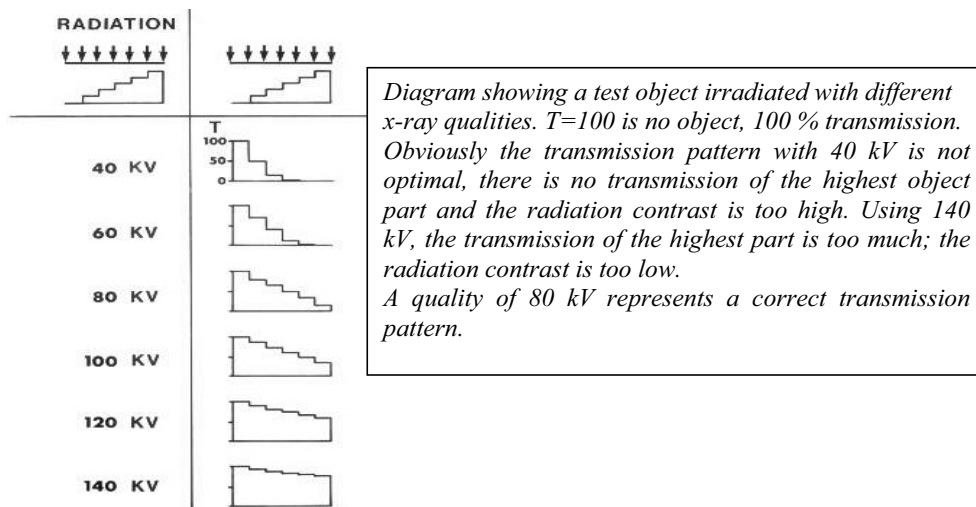 RADIATION
T
100
50
0
40 KV
60 KV
80 KV
100 KV
120 KV
140 KV
Diagram showing a test object irradiated with different
x-ray qualities. T=100 is no object, 100 % transmission.
Obviously the transmission pattern with 40 kV is not
optimal, there is no transmission of the highest object
part and the radiation contrast is too high. Using 140
kV, the transmission of the highest part is too much; the
radiation contrast is too low.
A quality of 80 kV represents a correct transmission
pattern.